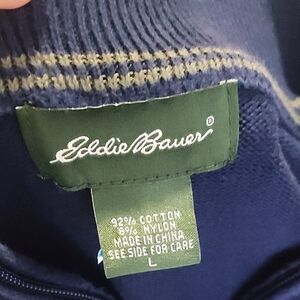 Eddie Bauer®
92% COTTON
8% NYLON
MADE IN CHINA
SEE SIDE FOR CARE
L